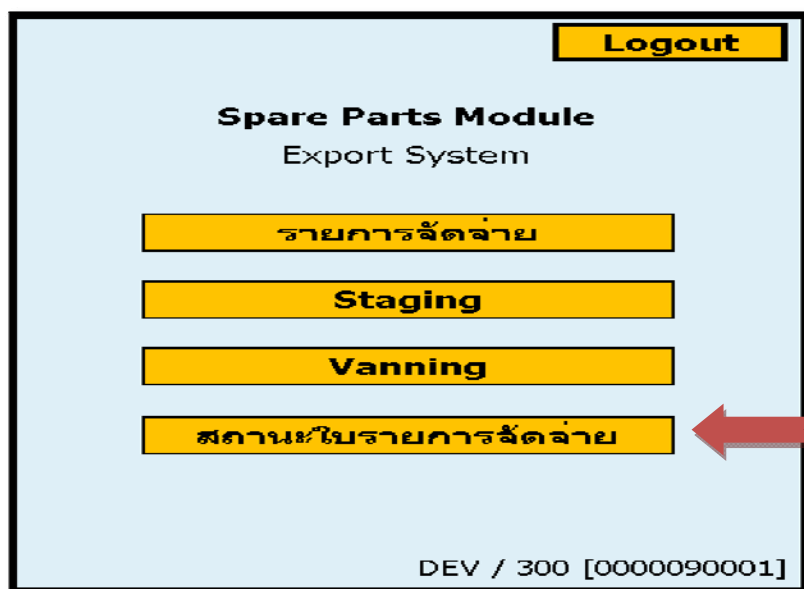 Logout
Spare Parts Module
Export System
รายการจัดจ่าย
Staging
Vanning
สถานะใบรายการจัดจ่าย
DEV / 300 [0000090001]